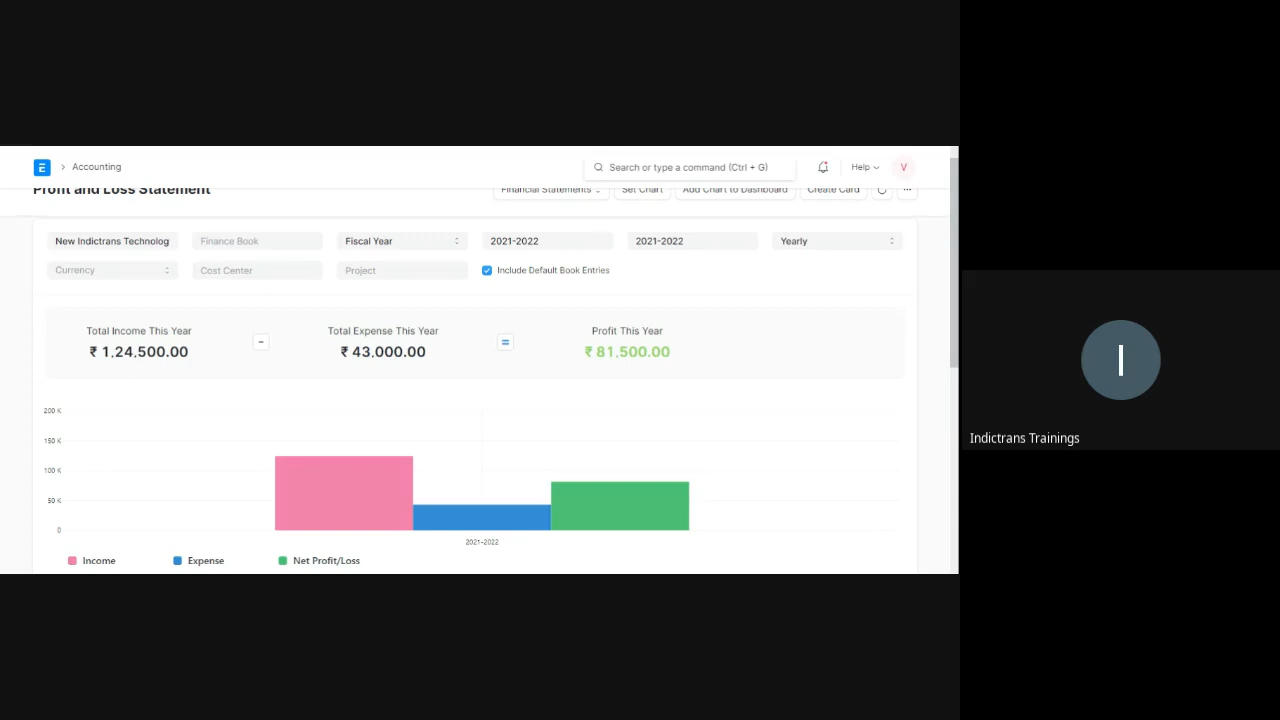 E > Accounting Search or type a command (Ctrl + G) Help V
Profit and Loss Statement Financial Statements Set Chart Add Chart to Dashboard Create Card ...
New Indictrans Technolog Finance Book Fiscal Year 2021-2022 2021-2022 Yearly
Currency Cost Center Project Include Default Book Entries
Total Income This Year Total Expense This Year Profit This Year
₹ 1,24,500.00 - ₹ 43,000.00 = ₹ 81,500.00
200 K
150 K
100 K
50 K
0
2021-2022
Income Expense Net Profit/Loss
I
Indictrans Trainings